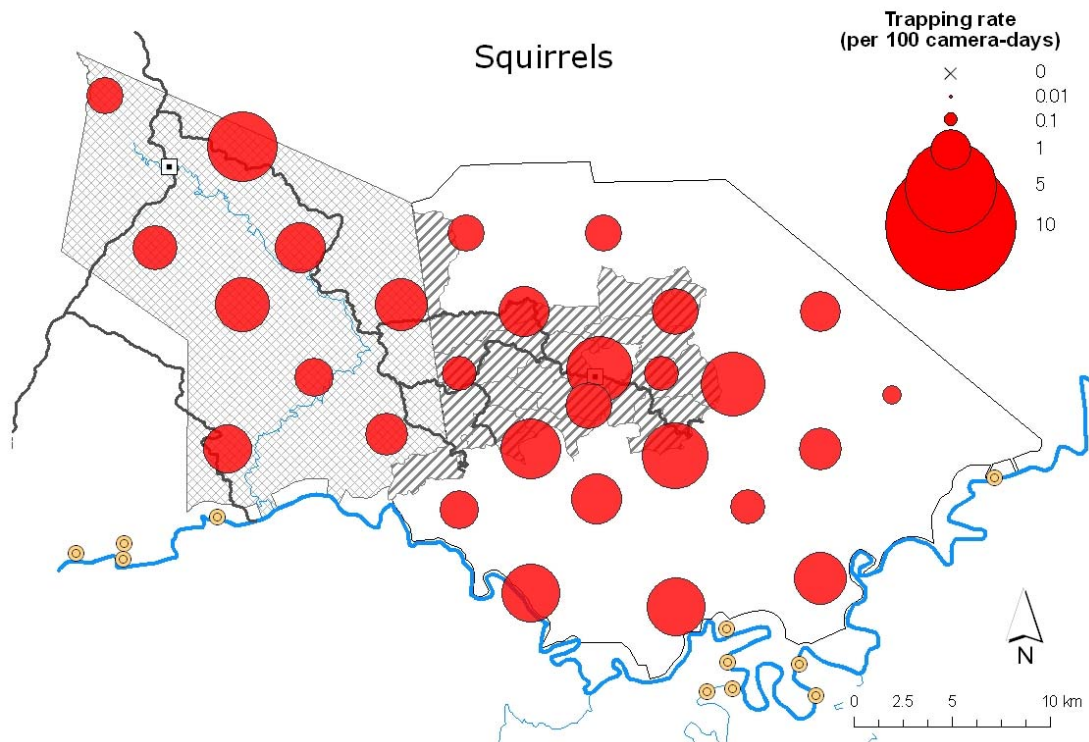 Squirrels
Trapping rate
(per 100 camera-days)
0
0.01
0.1
1
5
10
N
0 2.5 5 10 km